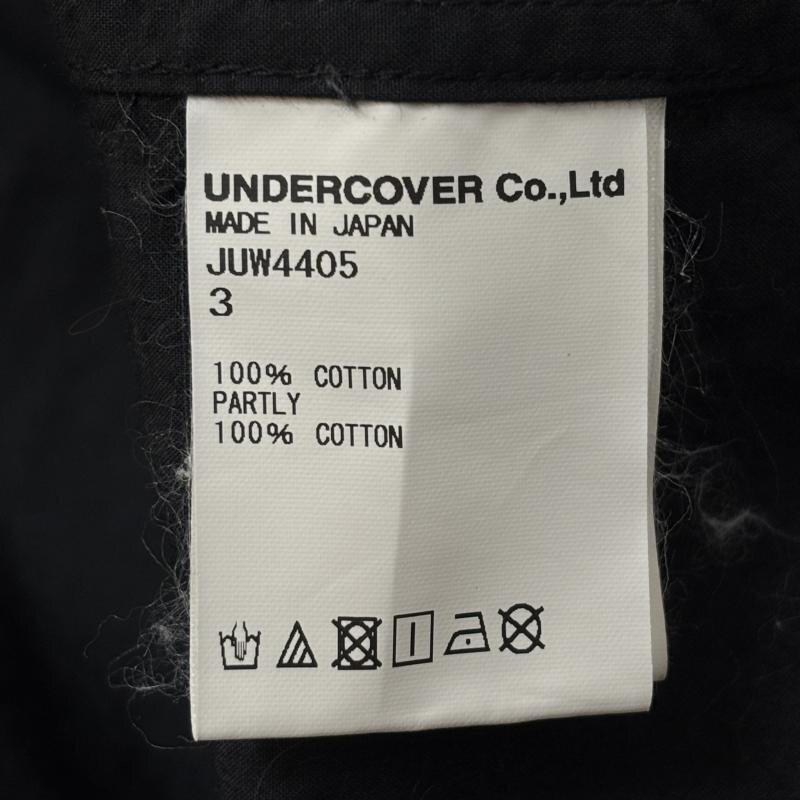 UNDERCOVER Co.,Ltd
MADE IN JAPAN
JUW4405
3
100% COTTON
PARTLY
100% COTTON